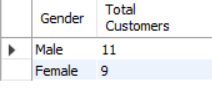 Gender Total
Customers
Male 11
Female 9